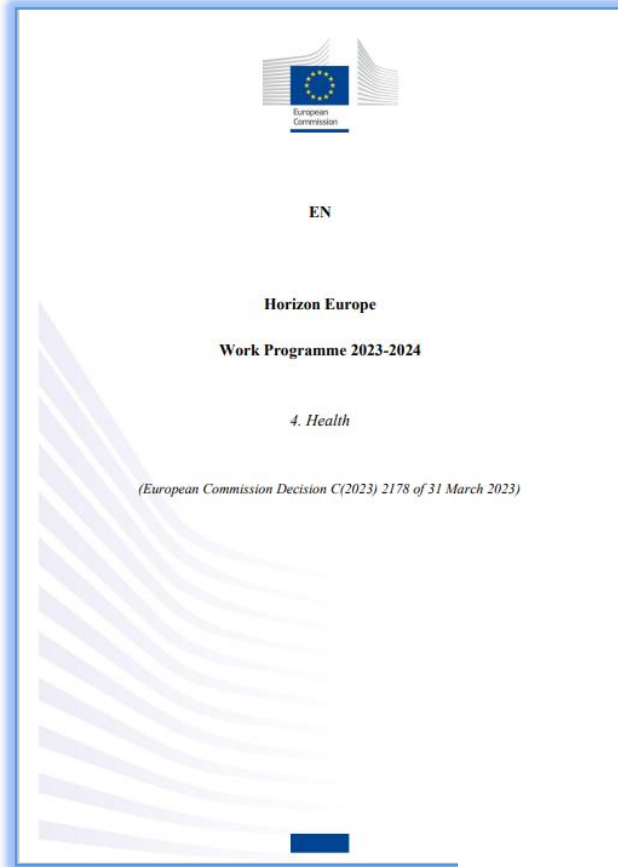 European
Commission
EN
Horizon Europe
Work Programme 2023-2024
4. Health
(European Commission Decision C(2023) 2178 of 31 March 2023)